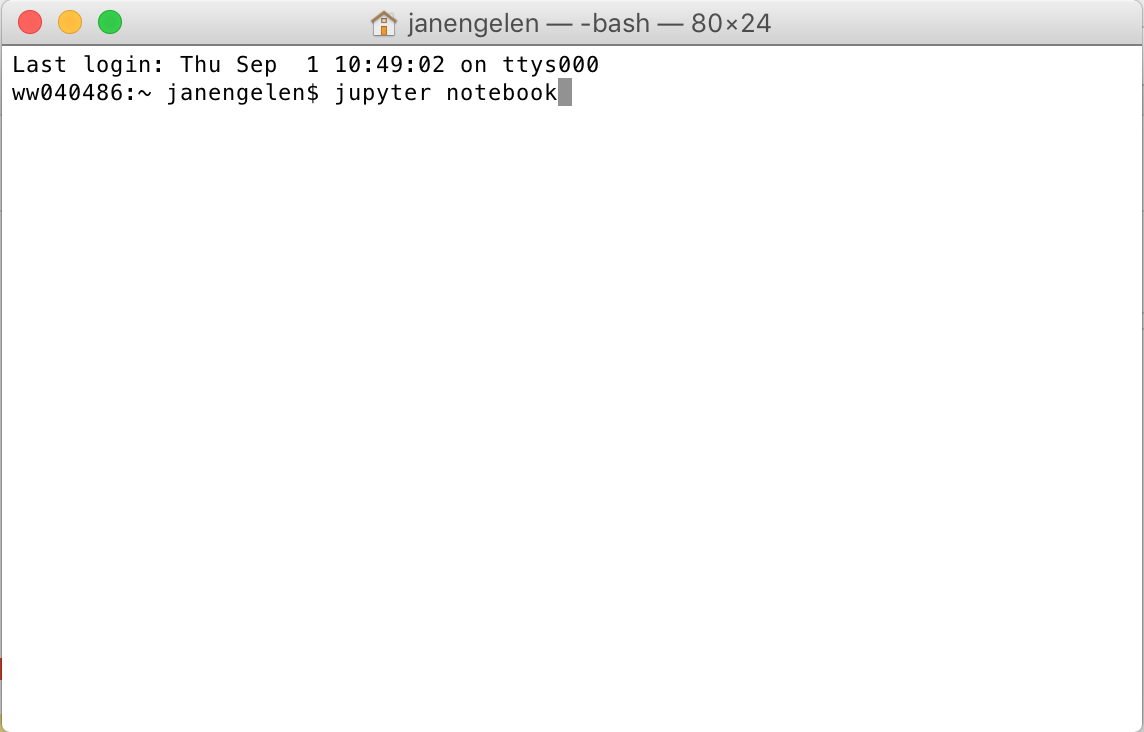 janengelen — -bash — 80×24
Last login: Thu Sep  1 10:49:02 on ttys000
ww040486:~ janengelen$ jupyter notebook